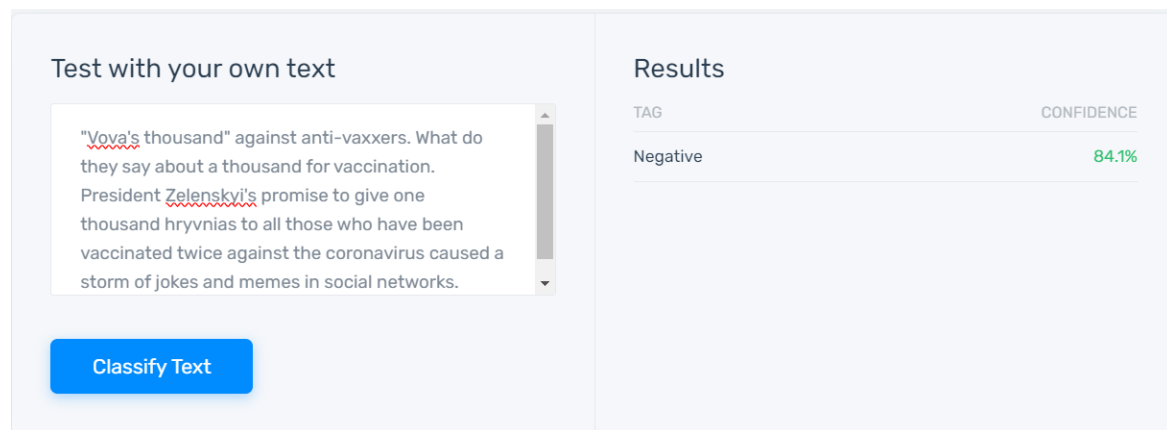 Test with your own text
"Vova's thousand" against anti-vaxxers. What do
they say about a thousand for vaccination.
President Zelenskyi's promise to give one
thousand hryvnias to all those who have been
vaccinated twice against the coronavirus caused a
storm of jokes and memes in social networks.
Classify Text
Results
TAG CONFIDENCE
Negative 84.1%